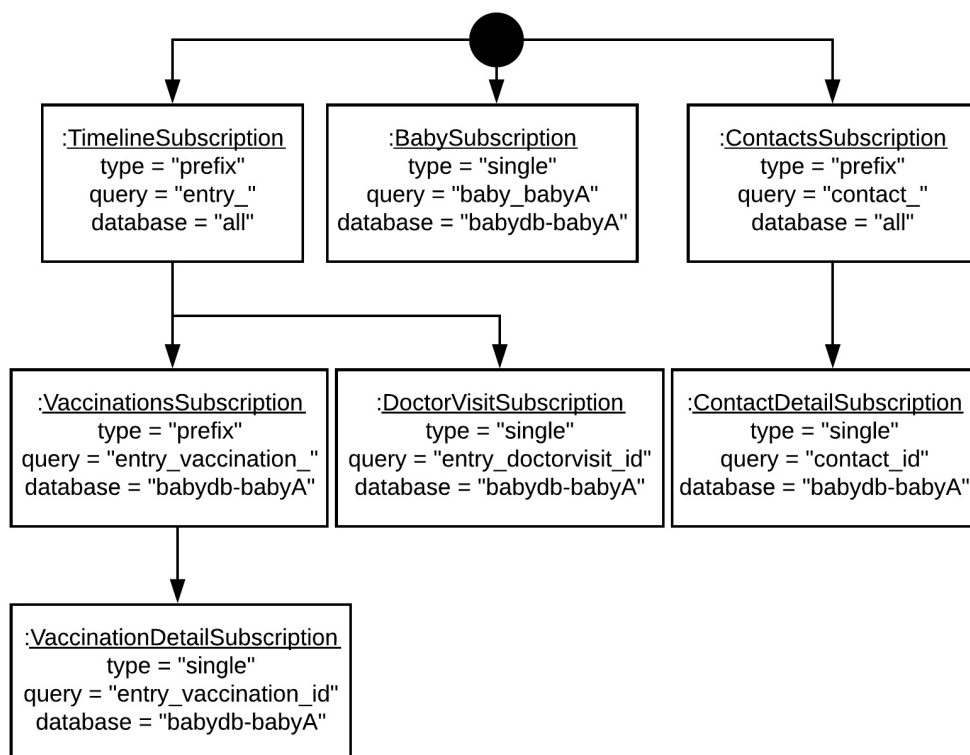 :TimelineSubscription
type = "prefix"
query = "entry_"
database = "all"
:BabySubscription
type = "single"
query = "baby_babyA"
database = "babydb-babyA"
:ContactsSubscription
type = "prefix"
query = "contact_"
database = "all"
:VaccinationsSubscription
type = "prefix"
query = "entry_vaccination_"
database = "babydb-babyA"
:DoctorVisitSubscription
type = "single"
query = "entry_doctorvisit_id"
database = "babydb-babyA"
:ContactDetailSubscription
type = "single"
query = "contact_id"
database = "babydb-babyA"
:VaccinationDetailSubscription
type = "single"
query = "entry_vaccination_id"
database = "babydb-babyA"